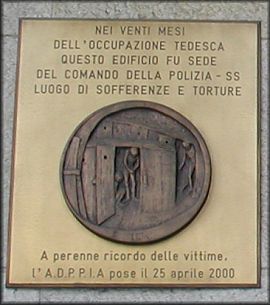 NEI VENTI MESI
DELL'OCCUPAZIONE TEDESCA
QUESTO EDIFICIO FU SEDE
DEL COMANDO DELLA POLIZIA - SS
LUOGO DI SOFFERENZE E TORTURE
A perenne ricordo delle vittime.
l'A.D.P.P.I.A pose il 25 aprile 2000